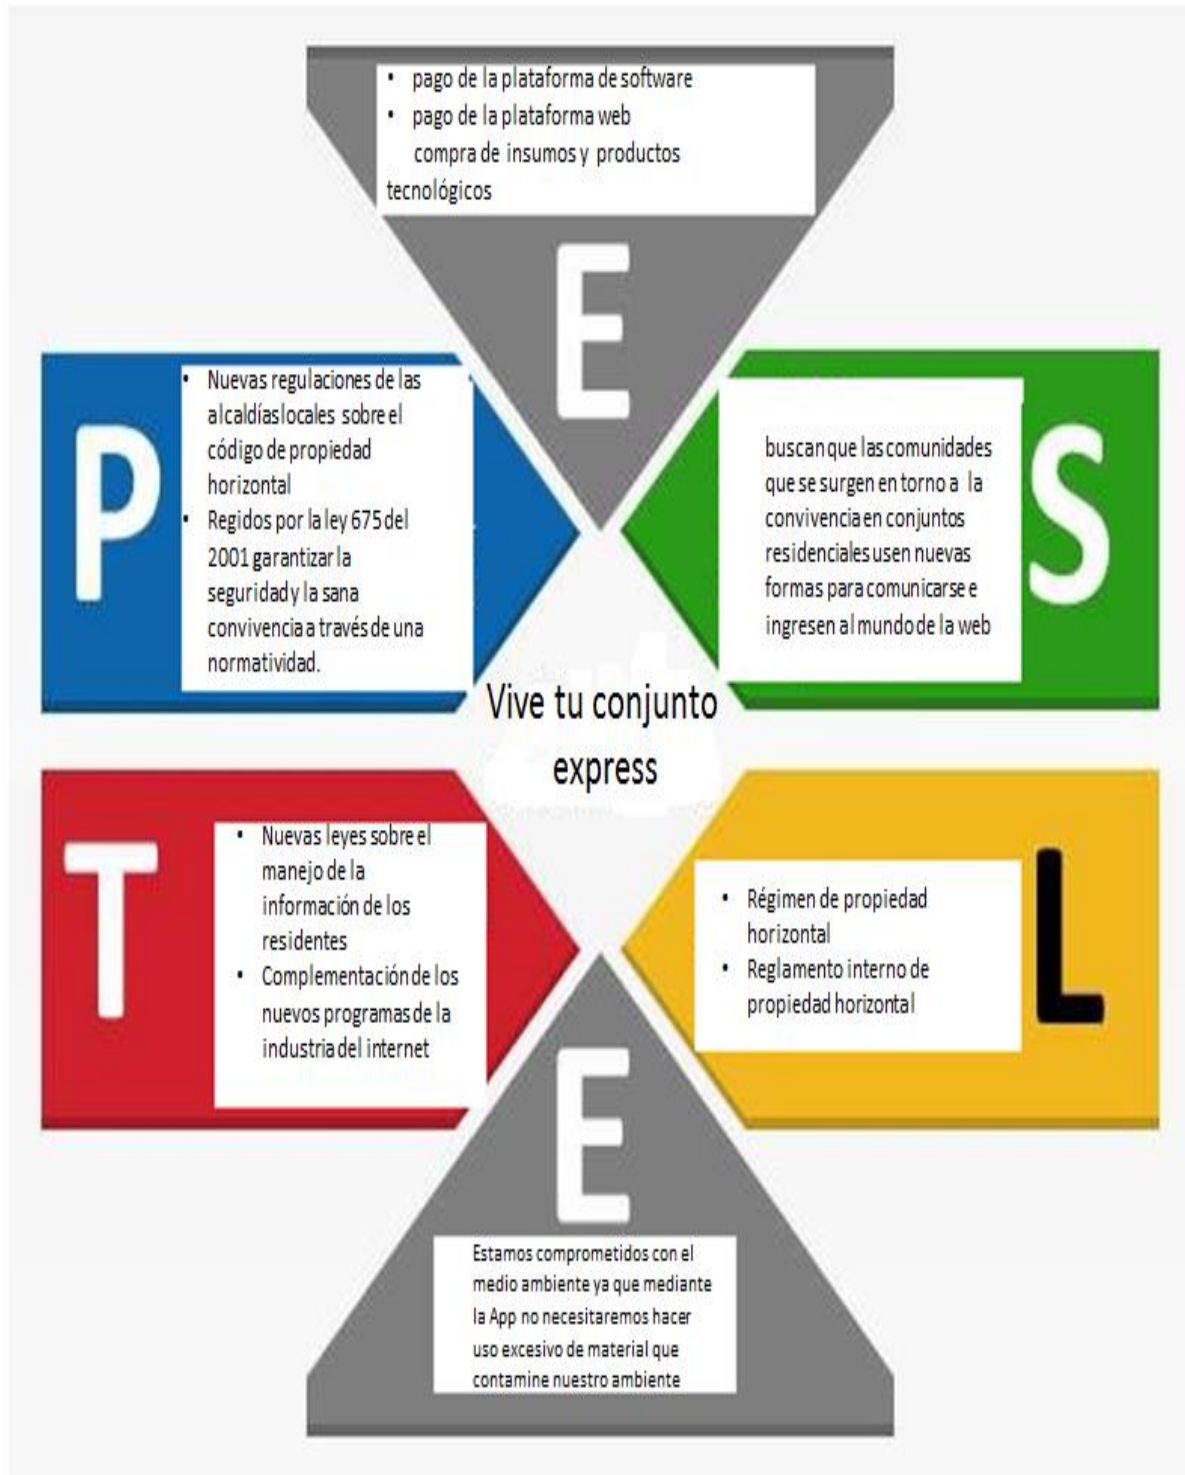 • pago de la plataforma de software
• pago de la plataforma web
compra de insumos y productos
tecnológicos
E
P
• Nuevas regulaciones de las
alcaldías locales sobre el
código de propiedad
horizontal
• Regidos por la ley 675 del
2001 garantizar la
seguridad y la sana
convivencia a través de una
normatividad.
buscan que las comunidades
que se surgen en torno a la
convivencia en conjuntos
residenciales usen nuevas
formas para comunicarse e
ingresen al mundo de la web
S
Vive tu conjunto
express
T
• Nuevas leyes sobre el
manejo de la
información de los
residentes
• Complementación de los
nuevos programas de la
industria del internet
• Régimen de propiedad
horizontal
• Reglamento interno de
propiedad horizontal
L
E
Estamos comprometidos con el
medio ambiente ya que mediante
la App no necesitaremos hacer
uso excesivo de material que
contamine nuestro ambiente